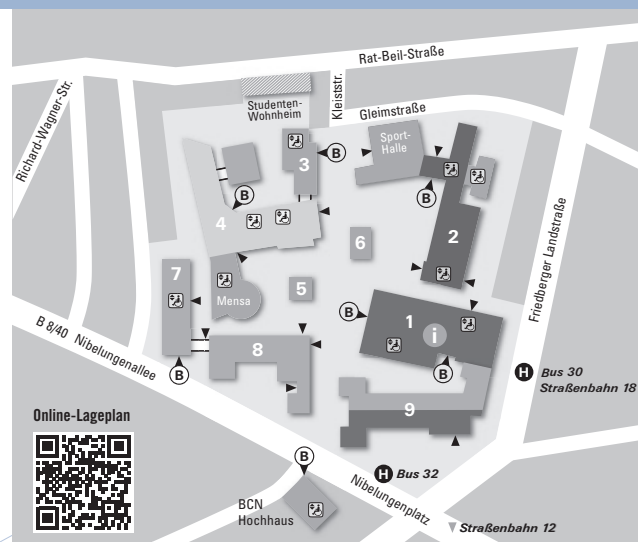 Rat-Beil-Straße
Richard-Wagner-Str.
Studenten-
Wohnheim
Kleiststr.
Gleimstraße
Sport-
Halle
B
3
B
B
4
2
6
Friedberger Landstraße
7
Mensa
5
B
1
i
8
B
B
B 8/40 Nibelungenallee
9
H Bus 30
Straßenbahn 18
Online-Lageplan
B
H Bus 32
Nibelungenplatz
BCN
Hochhaus
Straßenbahn 12